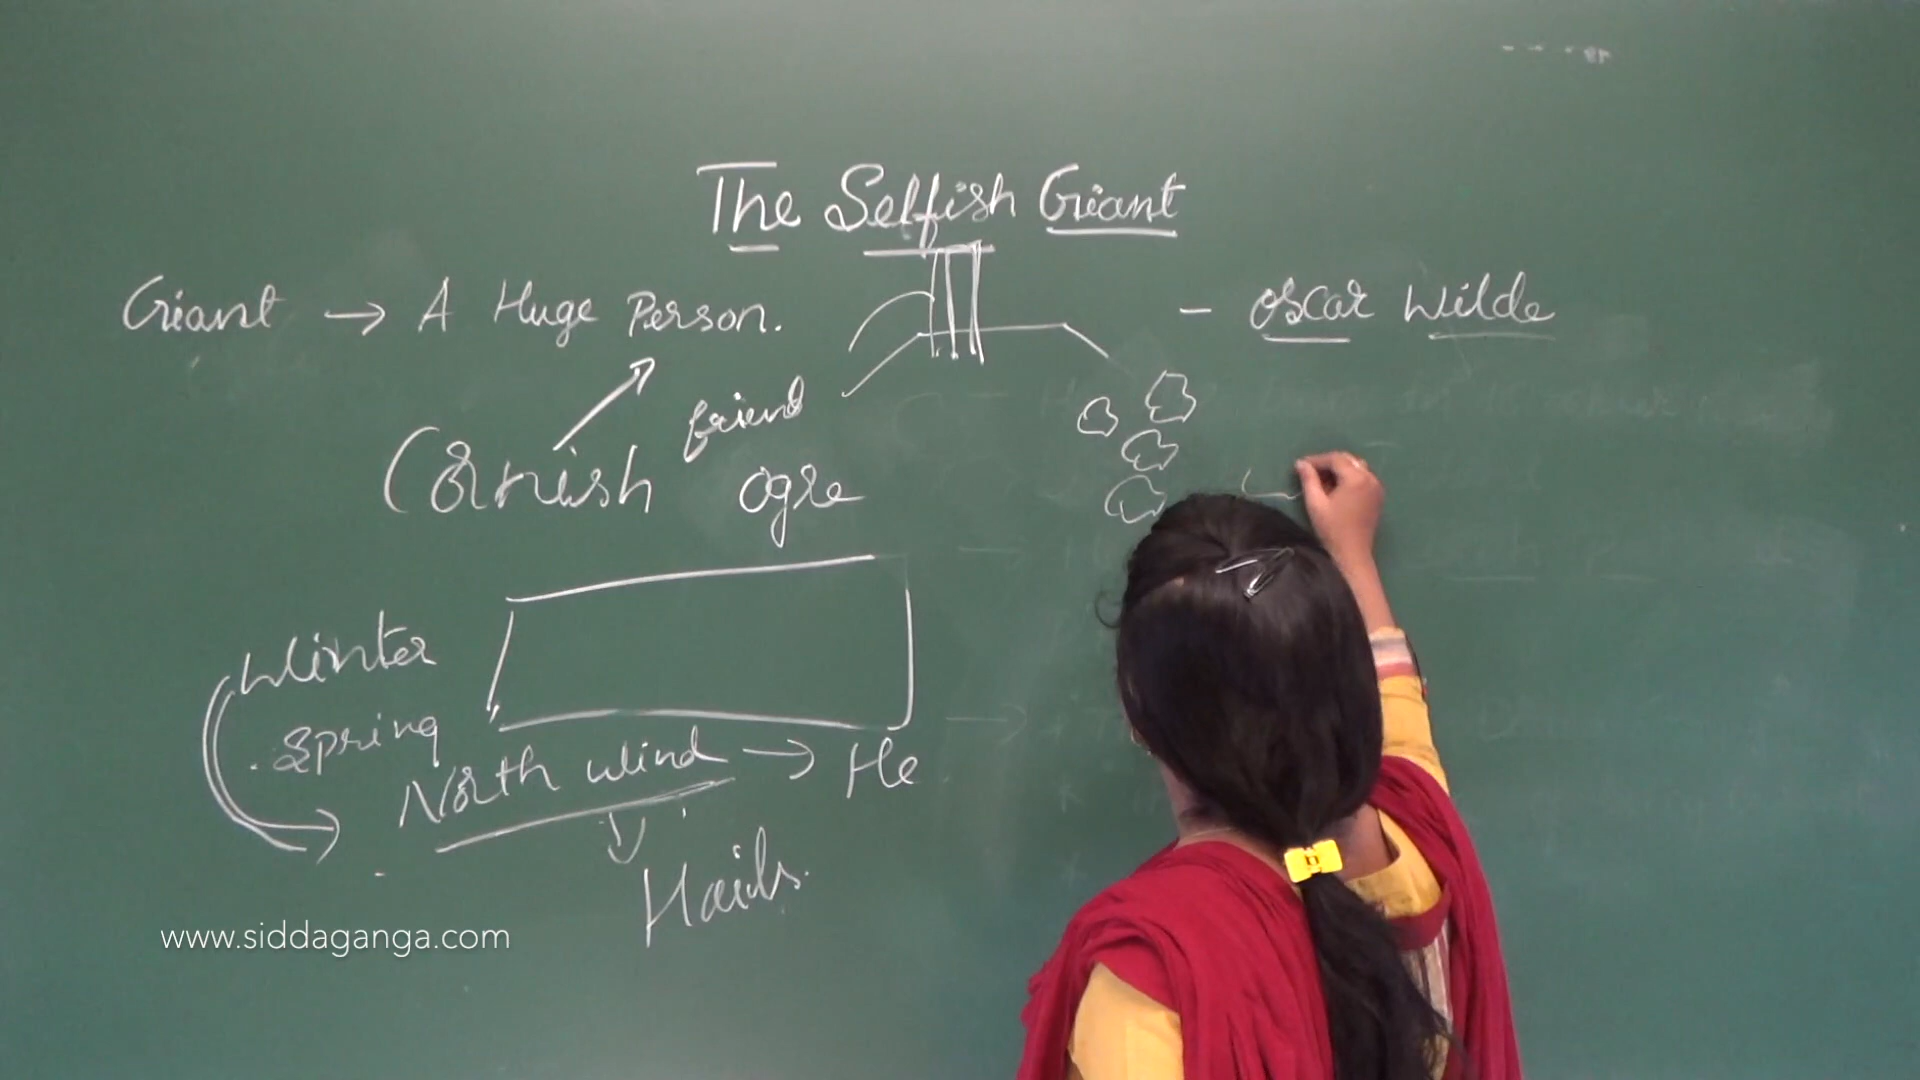 The Selfish Giant
Giant → A Huge Person.
- Oscar Wilde
friend
Cornish ogre
Winter
Spring
North Wind → He
Hails.
www.siddaganga.com